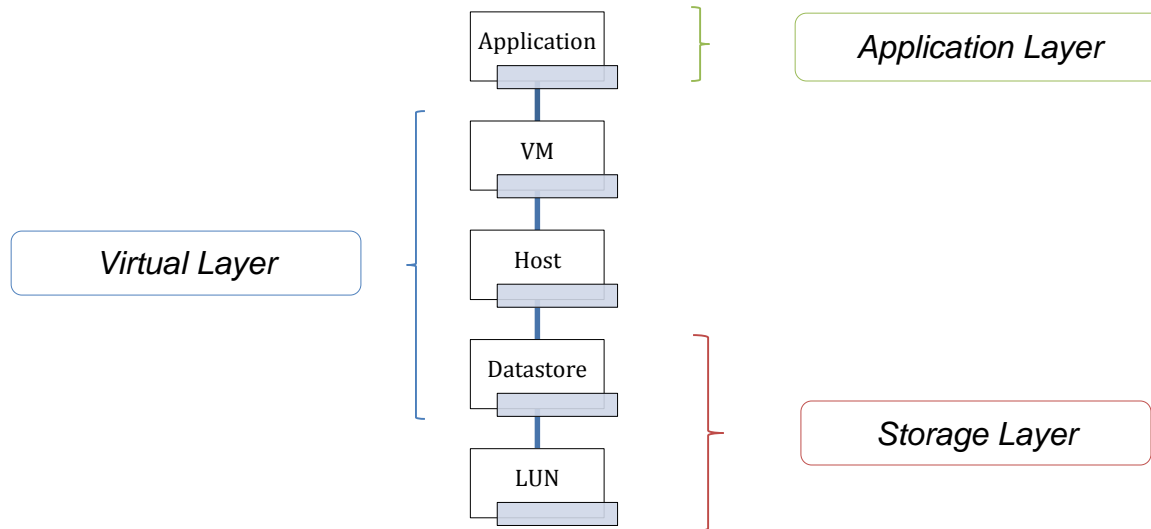 Application
Application Layer
VM
Virtual Layer
Host
Datastore
Storage Layer
LUN